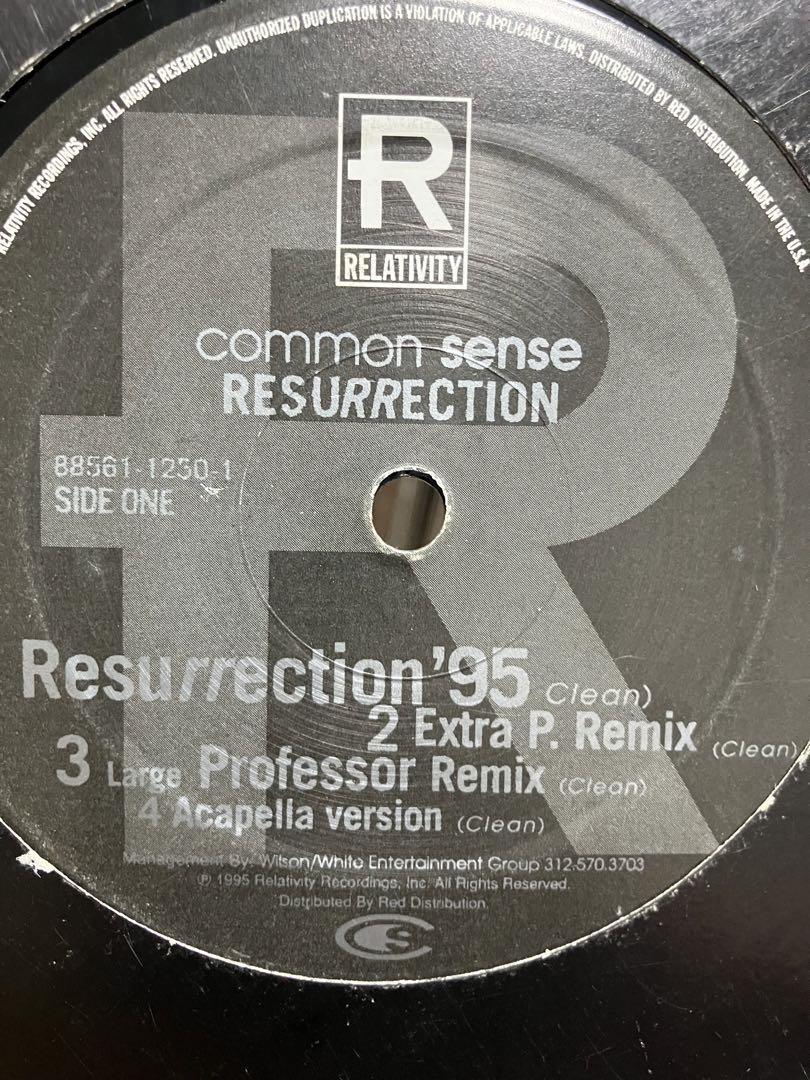 RELATIVITY RECORDINGS, INC. ALL RIGHTS RESERVED. UNAUTHORIZED DUPLICATION IS A VIOLATION OF APPLICABLE LAWS. DISTRIBUTED BY RED DISTRIBUTION. MADE IN THE U.S.A.
R
RELATIVITY
common sense
RESURRECTION
88561-1250-1
SIDE ONE
Resurrection '95 Clean)
2 Extra P. Remix (Clean)
3 Large Professor Remix (Clean)
4 Acapella version (Clean)
Management By: Wilson/White Entertainment Group 312.570.3703
℗ 1995 Relativity Recordings, Inc. All Rights Reserved.
Distributed By Red Distribution.
CS